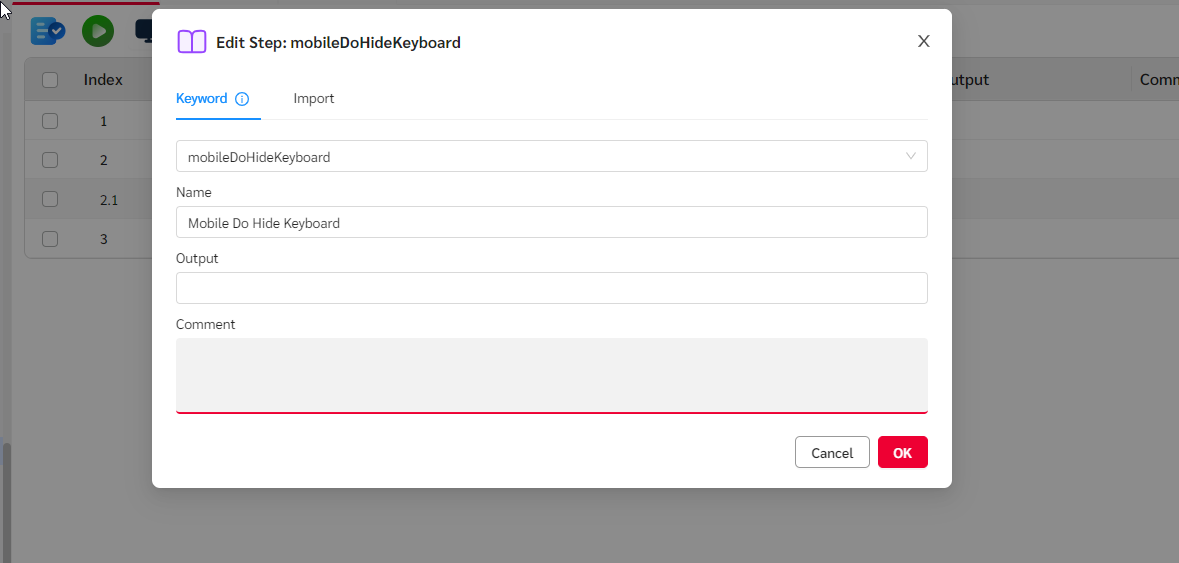 Edit Step: mobileDoHideKeyboard
X
Keyword
Import
Index
utput
Comm
1
2
2.1
3
mobileDoHideKeyboard
Name
Mobile Do Hide Keyboard
Output
Comment
Cancel
OK